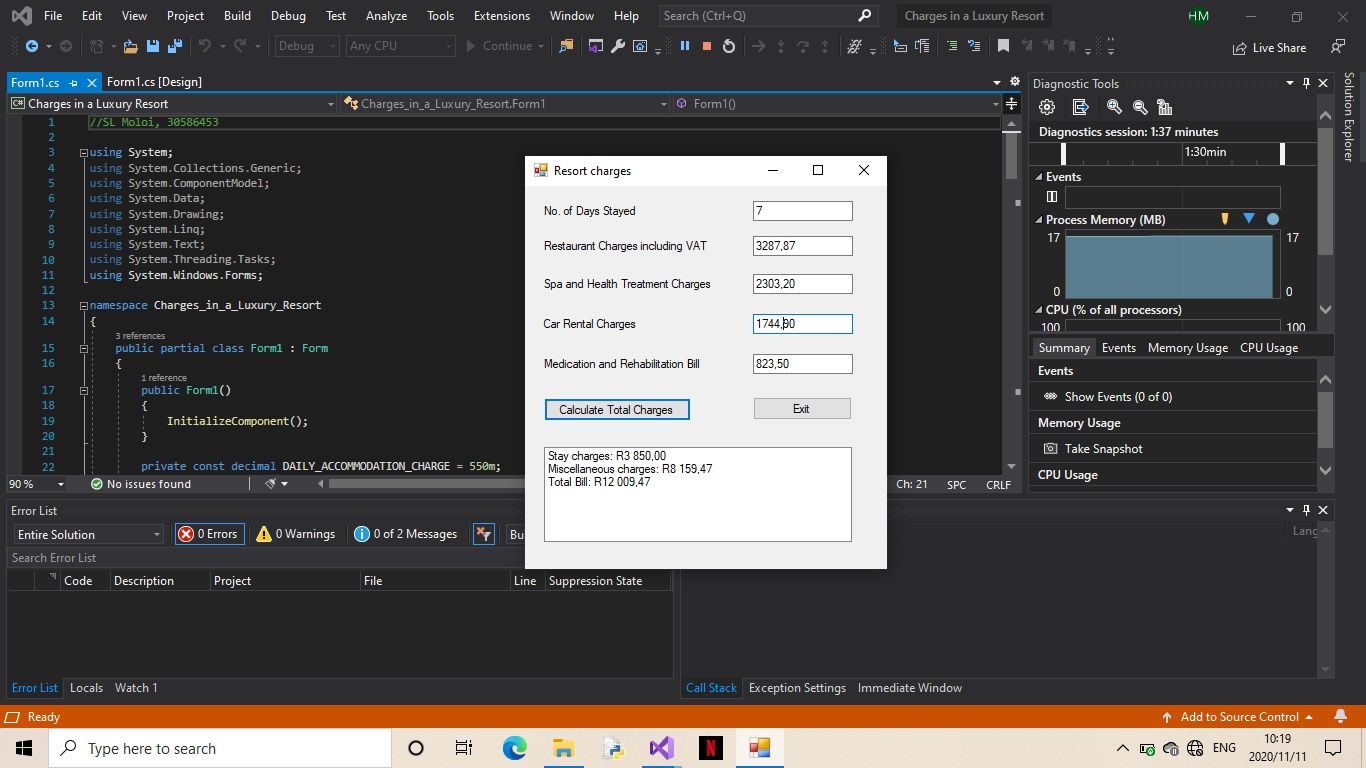 File Edit View Project Build Debug Test Analyze Tools Extensions Window Help Search (Ctrl+Q) Charges in a Luxury Resort HM
Debug Any CPU Continue Live Share
Form1.cs Form1.cs [Design]
Charges in a Luxury Resort Charges_in_a_Luxury_Resort.Form1 Form1()
1 //SL Moloi, 30586453
2
3 using System;
4 using System.Collections.Generic;
5 using System.ComponentModel;
6 using System.Data;
7 using System.Drawing;
8 using System.Linq;
9 using System.Text;
10 using System.Threading.Tasks;
11 using System.Windows.Forms;
12
13 namespace Charges_in_a_Luxury_Resort
14 {
3 references
15 public partial class Form1 : Form
16 {
1 reference
17 public Form1()
18 {
19 InitializeComponent();
20 }
21
22 private const decimal DAILY_ACCOMMODATION_CHARGE = 550m;
90 % No issues found Ch: 21 SPC CRLF
Resort charges
No. of Days Stayed 7
Restaurant Charges including VAT 3287,87
Spa and Health Treatment Charges 2303,20
Car Rental Charges 1744,90
Medication and Rehabilitation Bill 823,50
Calculate Total Charges Exit
Stay charges: R3 850,00
Miscellaneous charges: R8 159,47
Total Bill: R12 009,47
Diagnostic Tools
Diagnostics session: 1:37 minutes
1:30min
Events
Process Memory (MB)
17 17
0 0
CPU (% of all processors)
100 100
Summary Events Memory Usage CPU Usage
Events
Show Events (0 of 0)
Memory Usage
Take Snapshot
CPU Usage
Solution Explorer
Error List
Entire Solution 0 Errors 0 Warnings 0 of 2 Messages Bu
Search Error List
Code Description Project File Line Suppression State
Lang
Error List Locals Watch 1
Call Stack Exception Settings Immediate Window
Ready Add to Source Control
Type here to search
N
ENG
10:19
2020/11/11